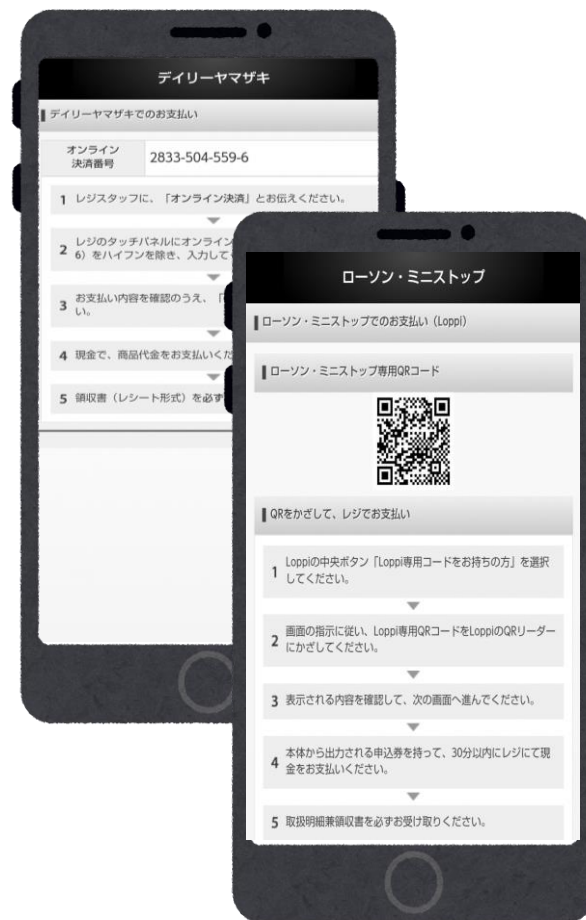 デイリーヤマザキ
デイリーヤマザキでのお支払い
オンライン
決済番号
2833-504-559-6
1 レジスタッフに、「オンライン決済」とお伝えください。
2 レジのタッチパネルにオンライン
6）をハイフンを除き、入力して
3 お支払い内容を確認のうえ、「
い。
4 現金で、商品代金をお支払いくだ
5 領収書（レシート形式）を必ず
ローソン・ミニストップ
ローソン・ミニストップでのお支払い（Loppi）
ローソン・ミニストップ専用QRコード
QRをかざして、レジでお支払い
1 Loppiの中央ボタン「Loppi専用コードをお持ちの方」を選択
してください。
2 画面の指示に従い、Loppi専用QRコードをLoppiのQRリーダー
にかざしてください。
3 表示される内容を確認して、次の画面へ進んでください。
4 本体から出力される申込券を持って、30分以内にレジにて現
金をお支払いください。
5 取扱明細兼領収書を必ずお受け取りください。